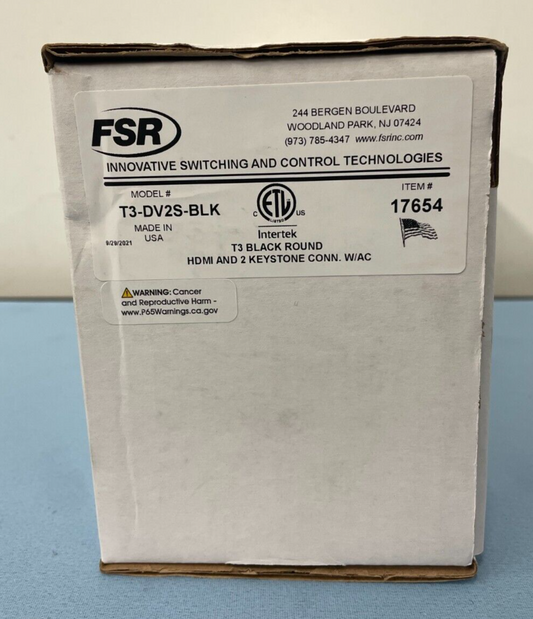 FSR
244 BERGEN BOULEVARD
WOODLAND PARK, NJ 07424
(973) 785-4347 www.fsrinc.com
INNOVATIVE SWITCHING AND CONTROL TECHNOLOGIES
MODEL #
T3-DV2S-BLK
MADE IN
USA
9/29/2021
C ETL US
Intertek
ITEM #
17654
T3 BLACK ROUND
HDMI AND 2 KEYSTONE CONN. W/AC
WARNING: Cancer
and Reproductive Harm -
www.P65Warnings.ca.gov